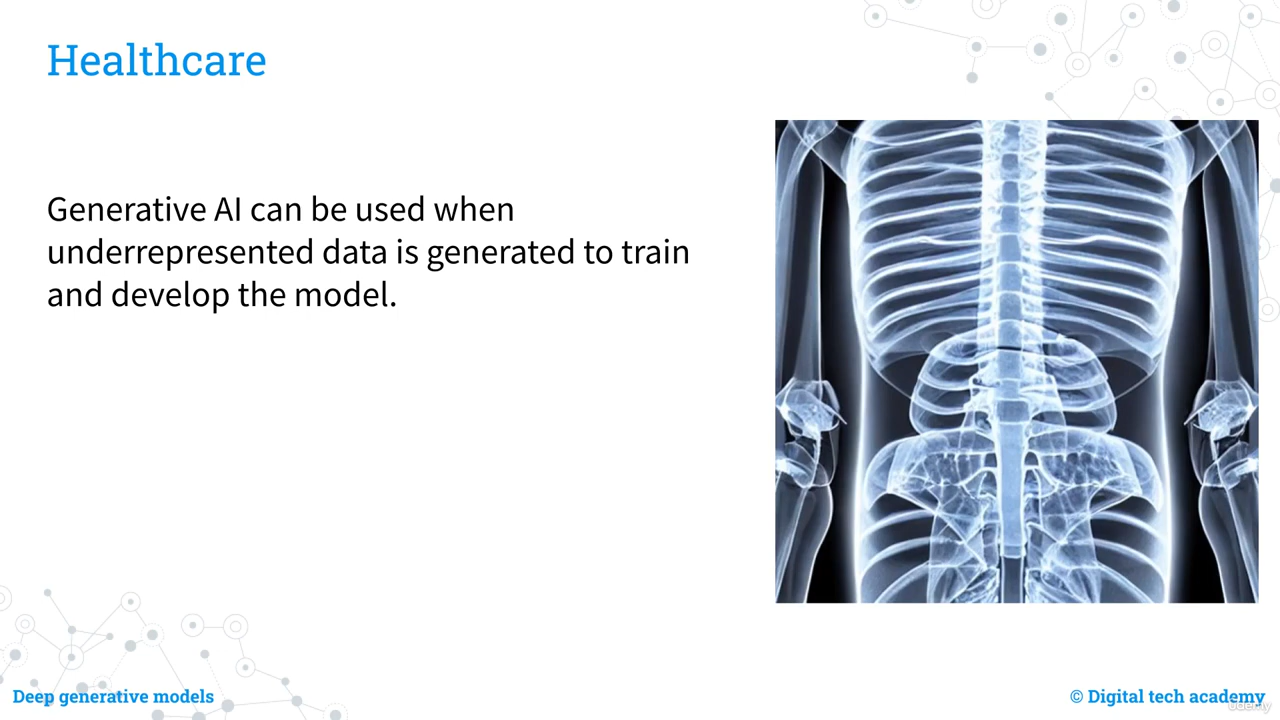 Healthcare
Generative AI can be used when
underrepresented data is generated to train
and develop the model.
Deep generative models
© Digital tech academy
udemy